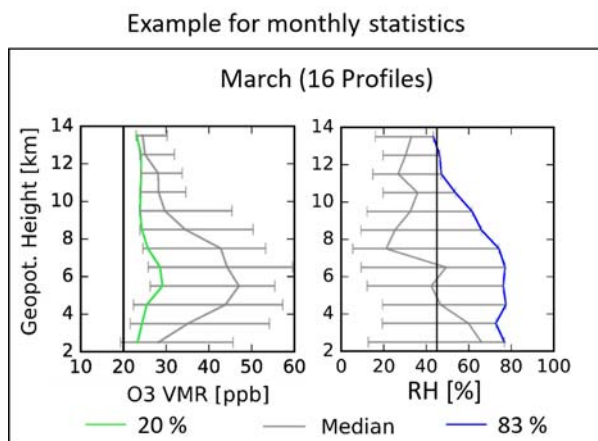 Example for monthly statistics
March (16 Profiles)
Geopot. Height [km]
14
12
10
8
6
4
2
10 20 30 40 50 60
O3 VMR [ppb]
14
12
10
8
6
4
2
0 20 40 60 80 100
RH [%]
20 % Median 83 %